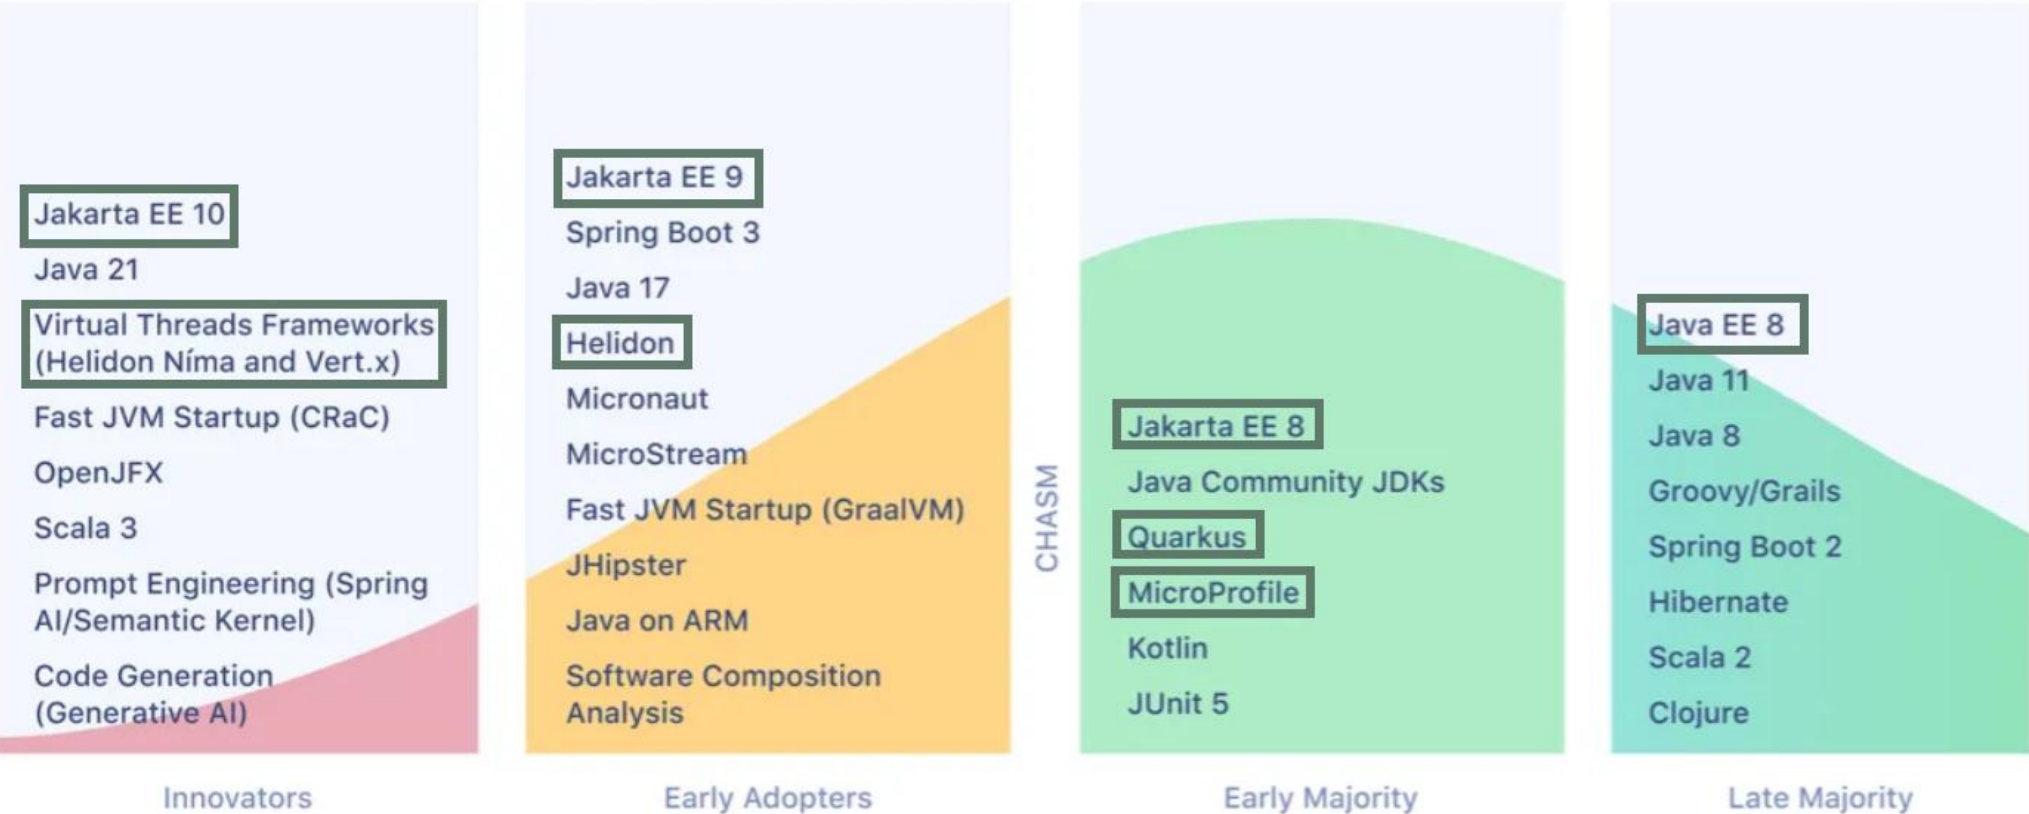 Jakarta EE 10
Java 21
Virtual Threads Frameworks
(Helidon Níma and Vert.x)
Fast JVM Startup (CRaC)
OpenJFX
Scala 3
Prompt Engineering (Spring
AI/Semantic Kernel)
Code Generation
(Generative AI)
Innovators
Jakarta EE 9
Spring Boot 3
Java 17
Helidon
Micronaut
MicroStream
Fast JVM Startup (GraalVM)
JHipster
Java on ARM
Software Composition
Analysis
Early Adopters
CHASM
Jakarta EE 8
Java Community JDKs
Quarkus
MicroProfile
Kotlin
JUnit 5
Early Majority
Java EE 8
Java 11
Java 8
Groovy/Grails
Spring Boot 2
Hibernate
Scala 2
Clojure
Late Majority